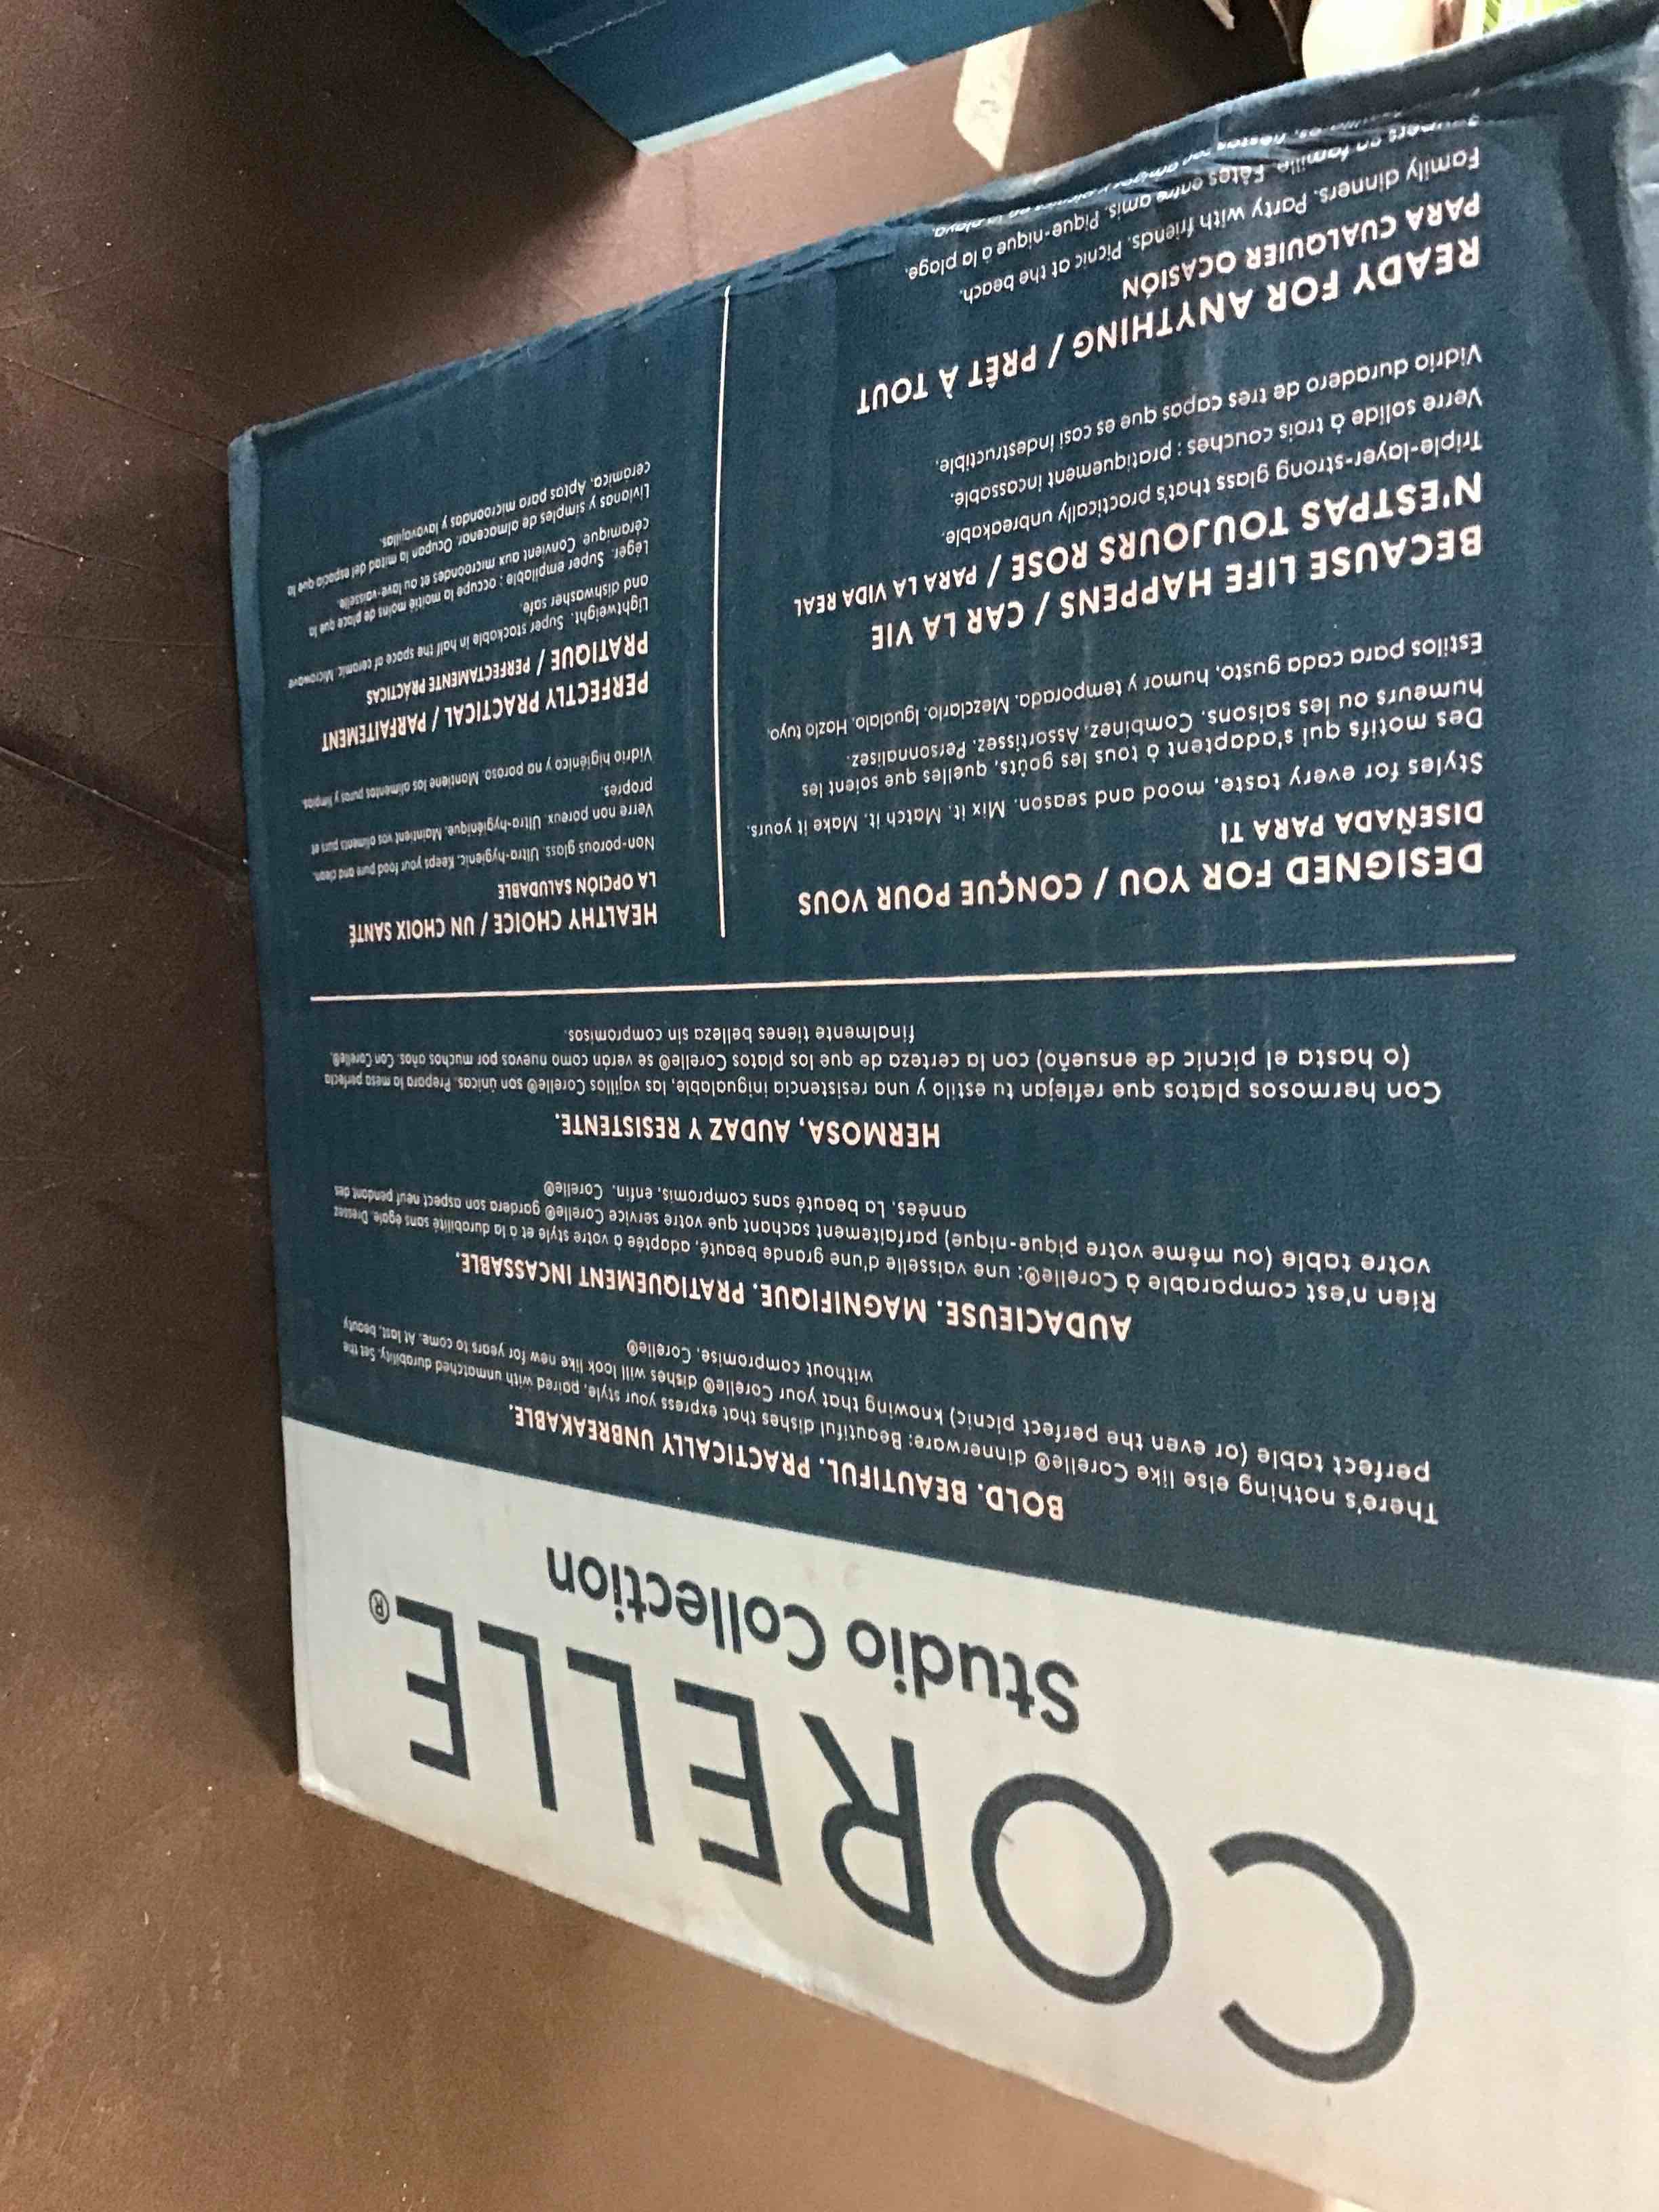 CORELLE®
Studio Collection
BOLD. BEAUTIFUL. PRACTICALLY UNBREAKABLE.
There's nothing else like Corelle® dinnerware: Beautiful dishes that express your style, paired with unmatched durability. Set the
perfect table (or even the perfect picnic) knowing that your Corelle® dishes will look like new for years to come. At last, beauty
without compromise. Corelle®
AUDACIEUSE. MAGNIFIQUE. PRATIQUEMENT INCASSABLE.
Rien n'est comparable à Corelle®: une vaisselle d'une grande beauté, adaptée à votre style et à la durabilité sans égale. Dressez
votre table (ou même votre pique-nique) parfaitement sachant que votre service Corelle® gardera son aspect neuf pendant des
années. La beauté sans compromis, enfin. Corelle®
HERMOSA, AUDAZ Y RESISTENTE.
Con hermosos platos que reflejan tu estilo y una resistencia inigualable, las vajillas Corelle® son únicas. Prepara la mesa perfecta
(o hasta el picnic de ensueño) con la certeza de que los platos Corelle® se verán como nuevos por muchos años. Con Corelle®,
finalmente tienes belleza sin compromisos.
DESIGNED FOR YOU / CONÇUE POUR VOUS
DISEÑADA PARA TI
Styles for every taste, mood and season. Mix it. Match it. Make it yours.
Des motifs qui s'adaptent à tous les goûts, quelles que soient les
humeurs ou les saisons. Combinez. Assortissez. Personnalisez.
Estilos para cada gusto, humor y temporada. Mezclarlo. Igualalo. Hazlo tuyo.
BECAUSE LIFE HAPPENS / CAR LA VIE
N'ESTPAS TOUJOURS ROSE / PARA LA VIDA REAL
Triple-layer-strong glass that's practically unbreakable.
Verre solide à trois couches : pratiquement incassable.
Vidrio duradero de tres capas que es casi indestructible.
READY FOR ANYTHING / PRÊT À TOUT
PARA CUALQUIER OCASIÓN
Family dinners. Party with friends. Picnic at the beach.
en famille. Fêtes entre amis. Pique-nique à la plage.
HEALTHY CHOICE / UN CHOIX SANTÉ
LA OPCIÓN SALUDABLE
Non-porous glass. Ultra-hygienic. Keeps your food pure and clean.
Verre non poreux. Ultra-hygiénique. Maintient vos aliments purs et
propres.
Vidrio higiénico y no poroso. Mantiene los alimentos puros y limpios.
PERFECTLY PRACTICAL / PARFAITEMENT
PRATIQUE / PERFECTAMENTE PRÁCTICAS
Lightweight. Super stockable in half the space of ceramic. Microwave
and dishwasher safe.
Léger. Super empilable : occupe la moitié moins de place que la
céramique. Convient aux microondes et au lave-vaisselle.
Livianos y simples de almacenar. Ocupan la mitad del espacio que la
cerámica. Aptos para microondas y lavavajillas.